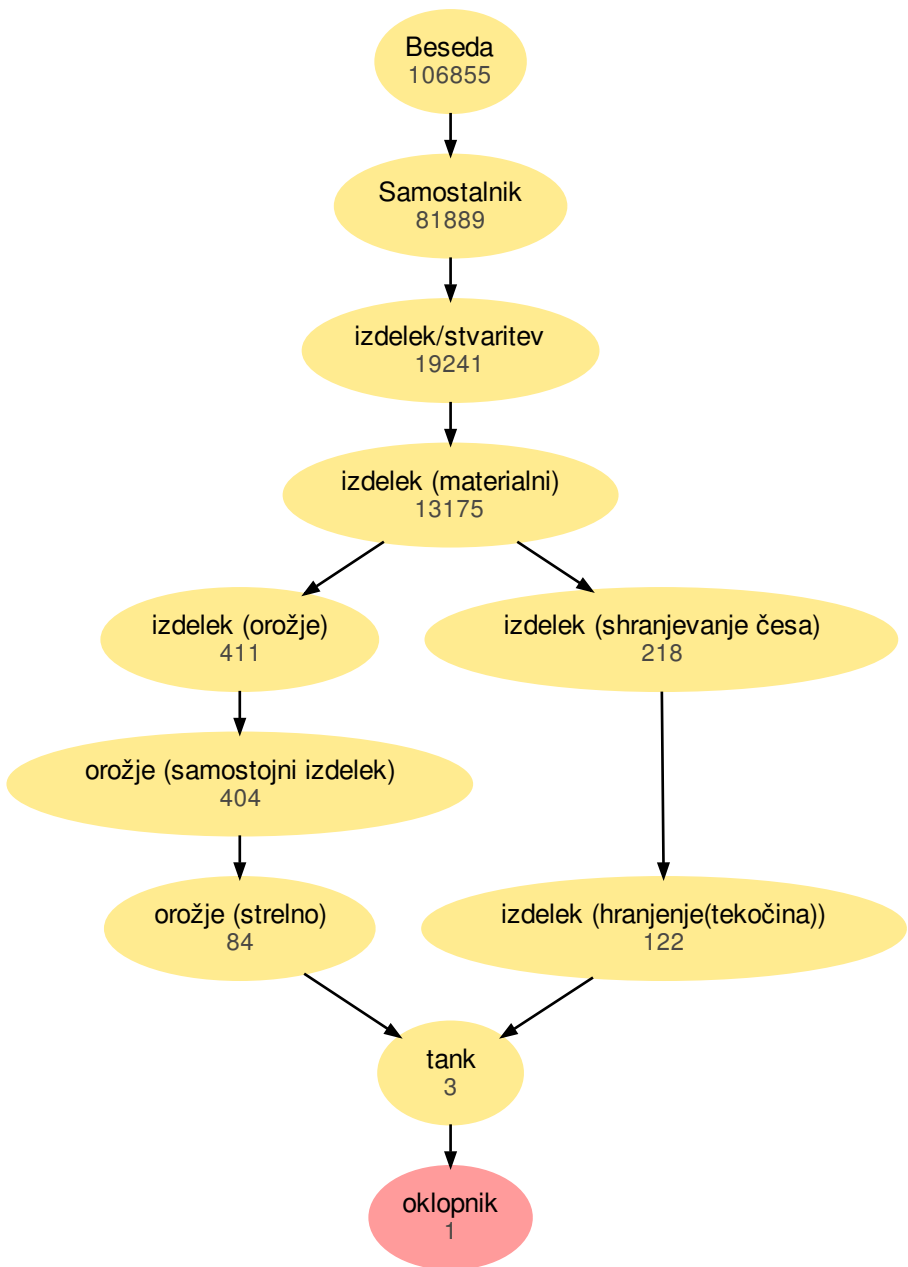 Beseda
106855
Samostalnik
81889
izdelek/stvaritev
19241
izdelek (materialni)
13175
izdelek (orožje)
411
izdelek (shranjevanje česa)
218
orožje (samostojni izdelek)
404
orožje (strelno)
84
izdelek (hranjenje(tekočina))
122
tank
3
oklopnik
1